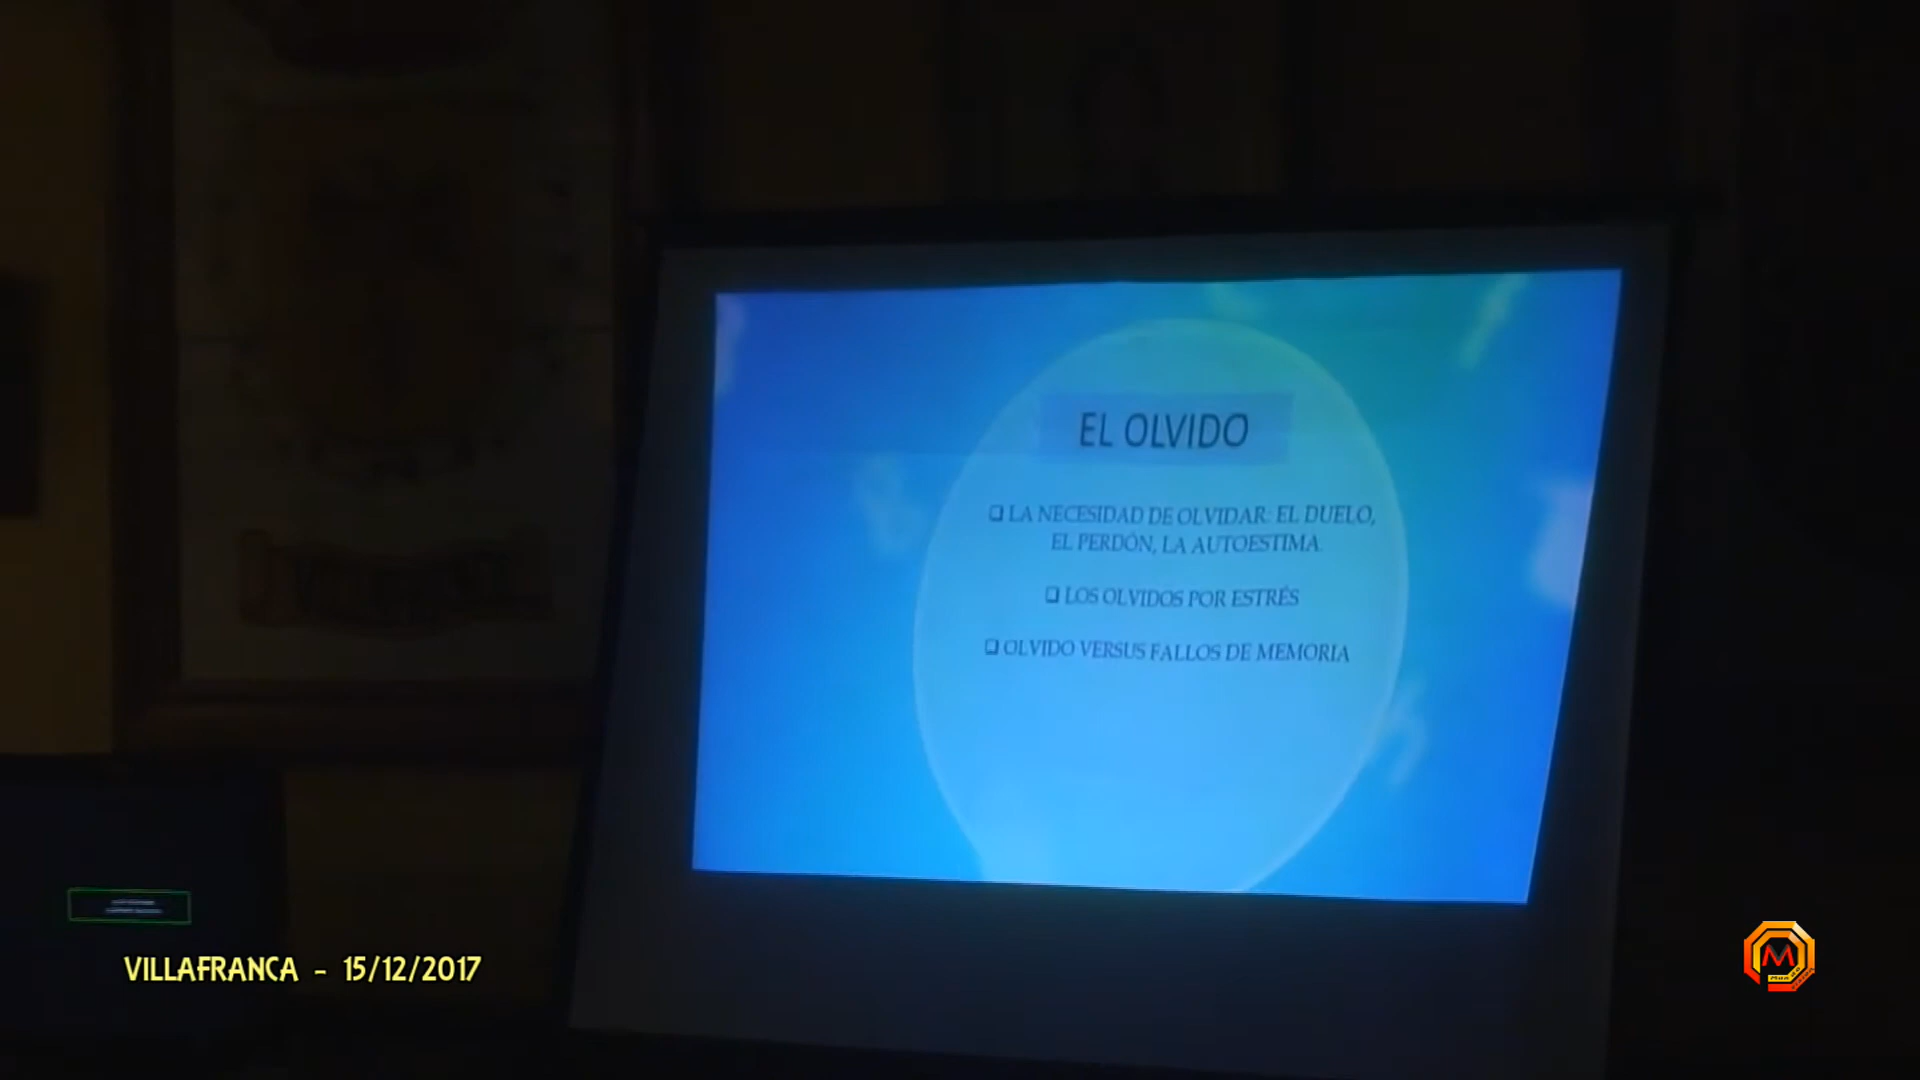 EL OLVIDO
❑ LA NECESIDAD DE OLVIDAR: EL DUELO,
EL PERDÓN, LA AUTOESTIMA.
❑ LOS OLVIDOS POR ESTRÉS
❑ OLVIDO VERSUS FALLOS DE MEMORIA
VILLAFRANCA - 15/12/2017
M